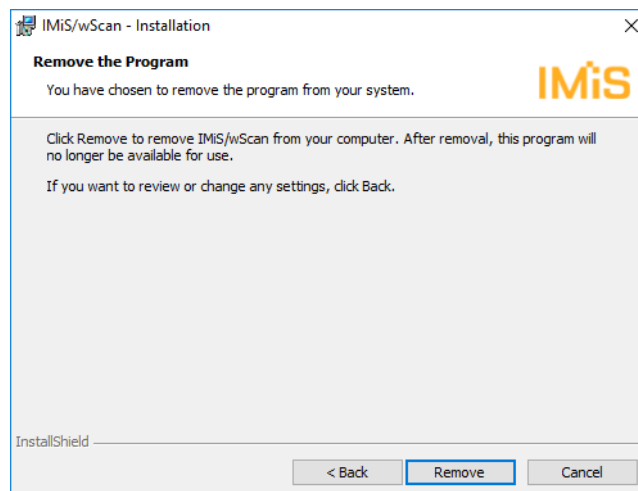 IMiS/wScan - Installation
Remove the Program
You have chosen to remove the program from your system.
IMiS
Click Remove to remove IMiS/wScan from your computer. After removal, this program will
no longer be available for use.
If you want to review or change any settings, click Back.
InstallShield
< Back
Remove
Cancel